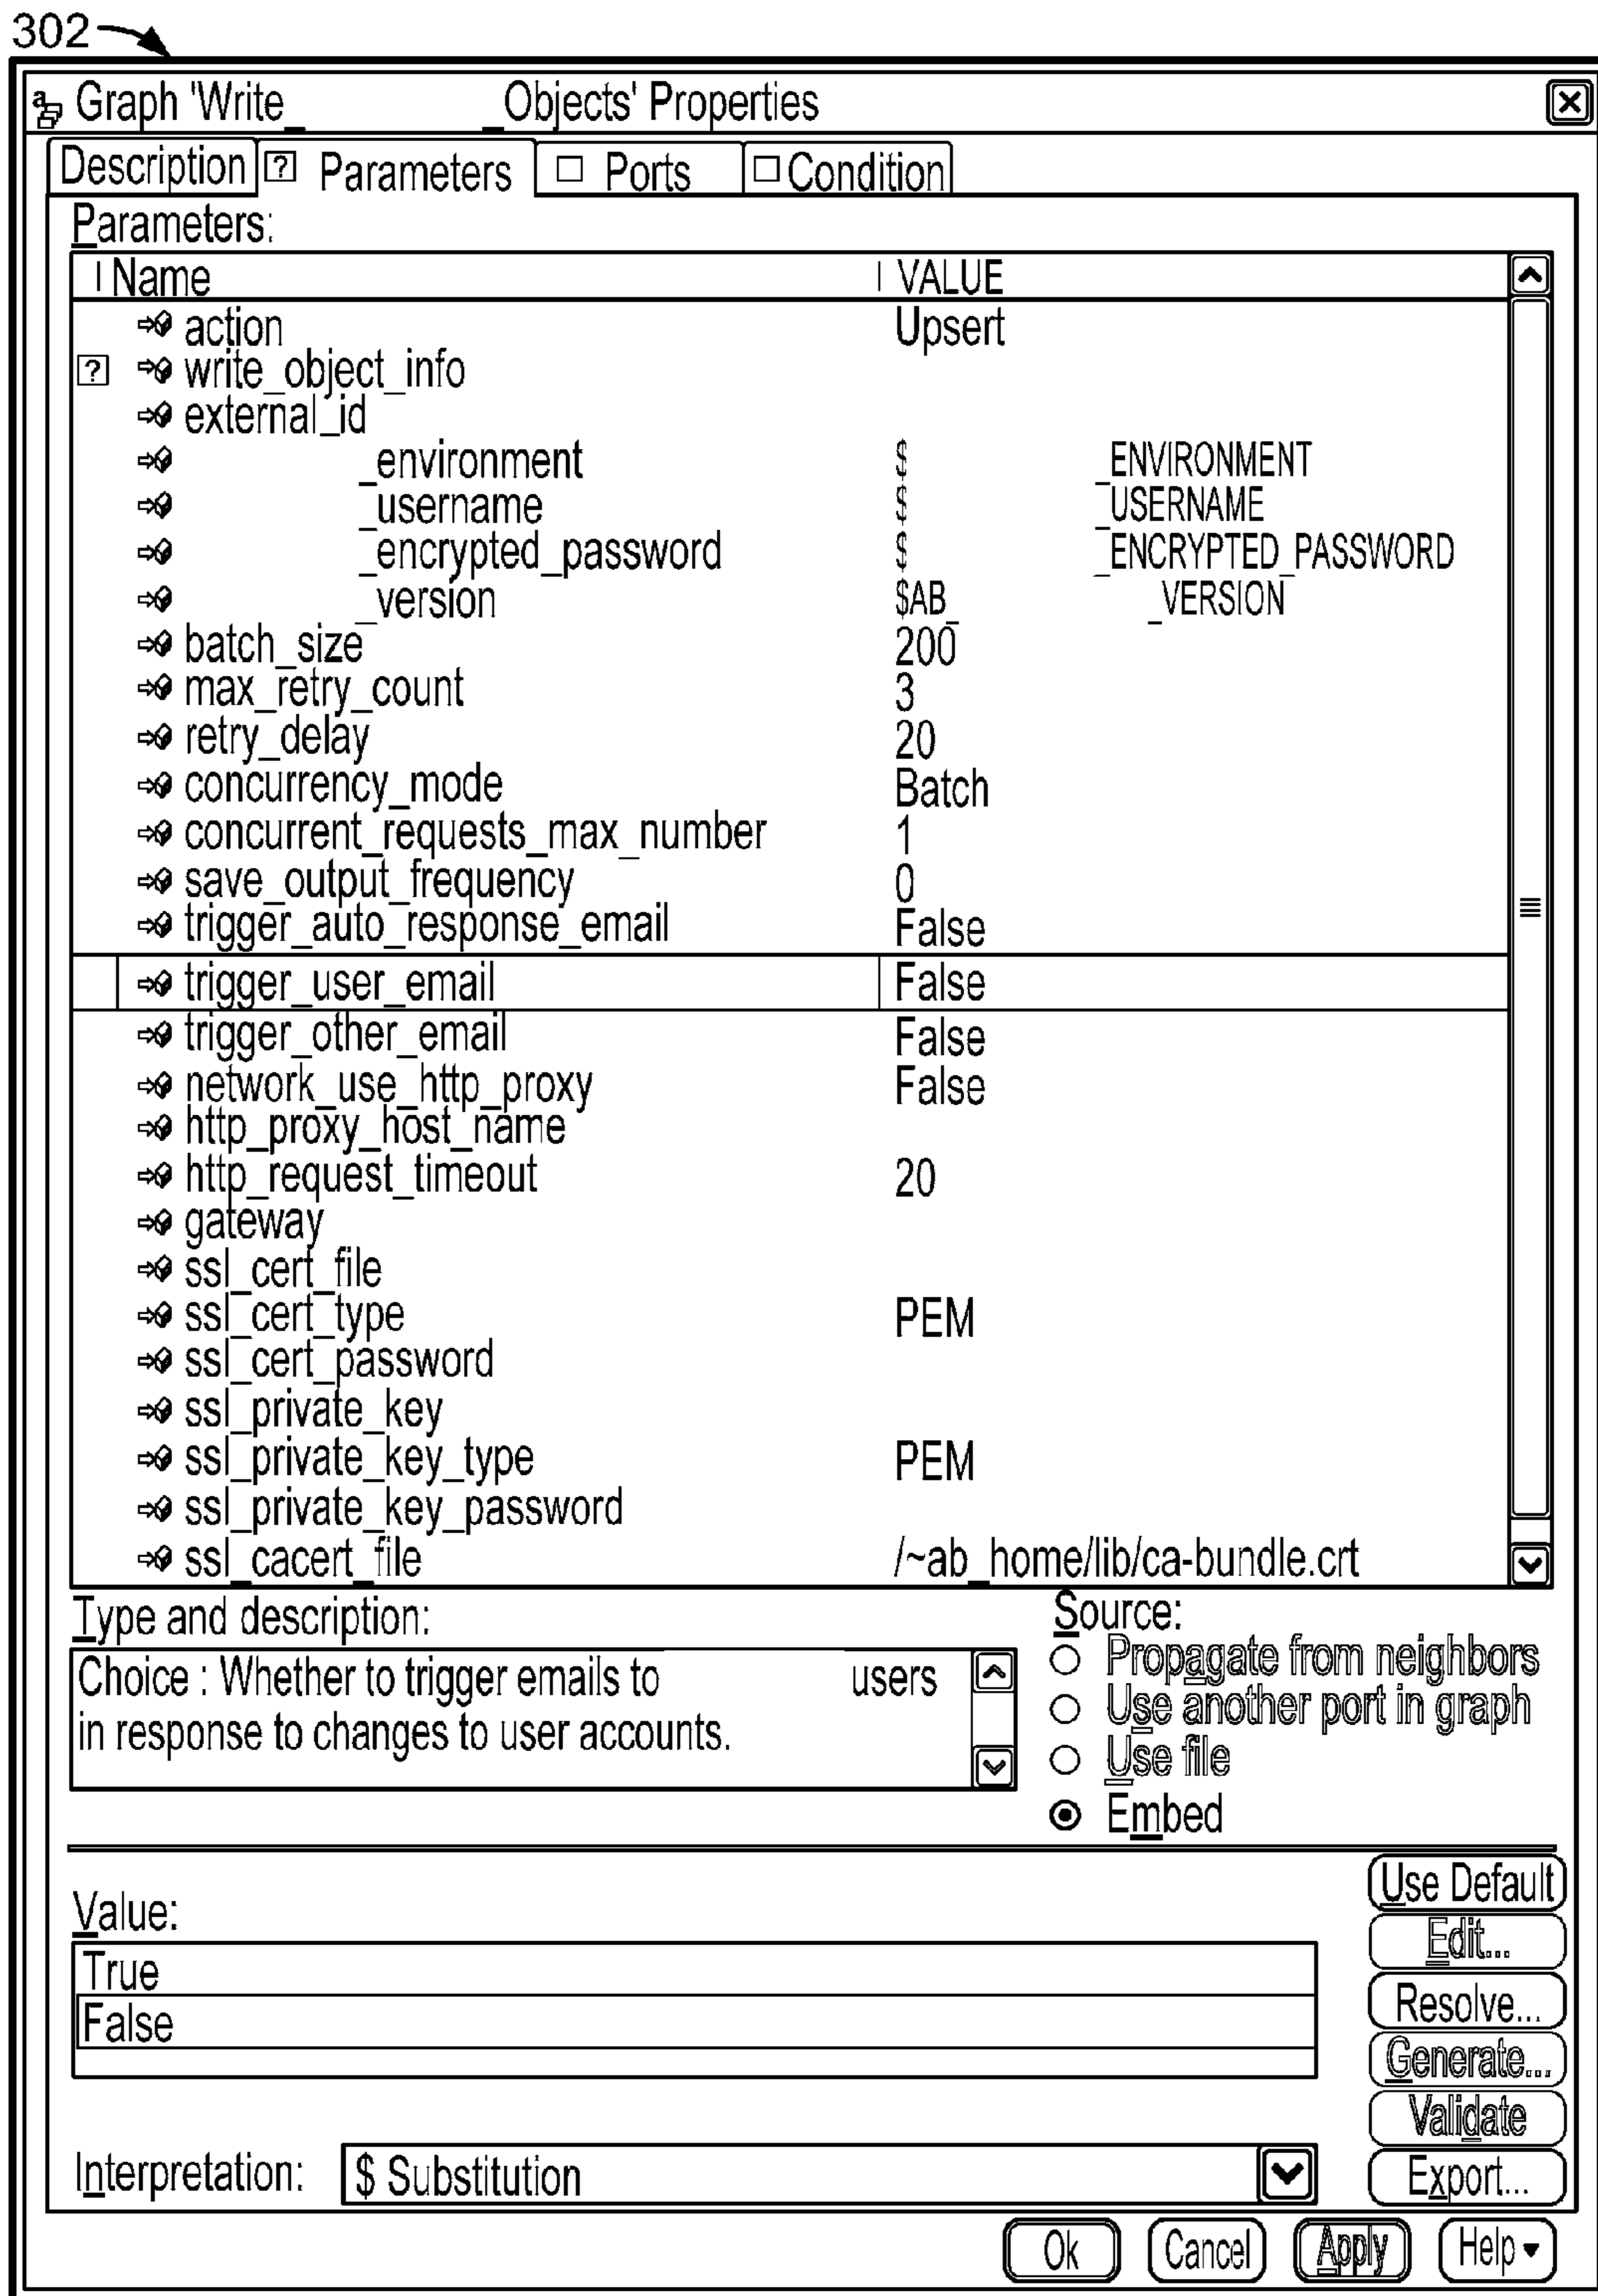 302
Graph 'Write_ _Objects' Properties
Description ? Parameters Ports Condition
Parameters:
Name VALUE
action Upsert
? write_object_info
external_id
_environment $ _ENVIRONMENT
_username $ _USERNAME
_encrypted_password $ _ENCRYPTED_PASSWORD
_version $AB_ _VERSION
batch_size 200
max_retry_count 3
retry_delay 20
concurrency_mode Batch
concurrent_requests_max_number 1
save_output_frequency 0
trigger_auto_response_email False
trigger_user_email False
trigger_other_email False
network_use_http_proxy False
http_proxy_host_name
http_request_timeout 20
gateway
ssl_cert_file
ssl_cert_type PEM
ssl_cert_password
ssl_private_key
ssl_private_key_type PEM
ssl_private_key_password
ssl_cacert_file /~ab_home/lib/ca-bundle.crt
Type and description:
Choice : Whether to trigger emails to users
in response to changes to user accounts.
Source:
Propagate from neighbors
Use another port in graph
Use file
Embed
Value:
True
False
Use Default
Edit...
Resolve...
Generate...
Validate
Export...
Interpretation: $ Substitution
Ok Cancel Apply Help